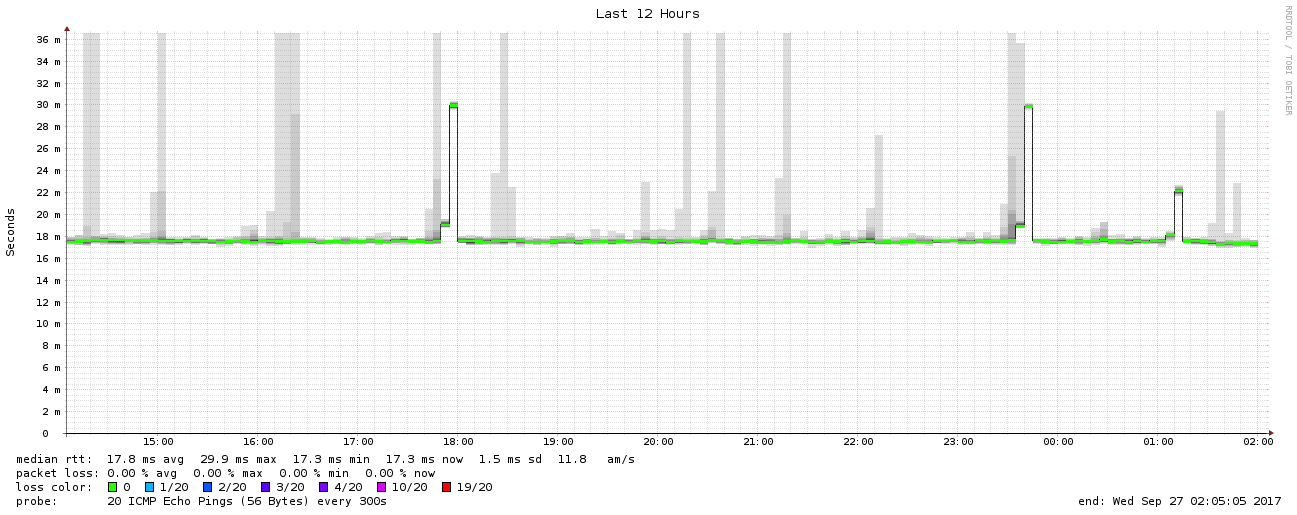 Last 12 Hours
RRDTOOL / TOBI OETIKER
Seconds
36 m
34 m
32 m
30 m
28 m
26 m
24 m
22 m
20 m
18 m
16 m
14 m
12 m
10 m
8 m
6 m
4 m
2 m
0
15:00 16:00 17:00 18:00 19:00 20:00 21:00 22:00 23:00 00:00 01:00 02:00
median rtt: 17.8 ms avg 29.9 ms max 17.3 ms min 17.3 ms now 1.5 ms sd 11.8 am/s
packet loss: 0.00 % avg 0.00 % max 0.00 % min 0.00 % now
loss color: 0 1/20 2/20 3/20 4/20 10/20 19/20
probe: 20 ICMP Echo Pings (56 Bytes) every 300s end: Wed Sep 27 02:05:05 2017